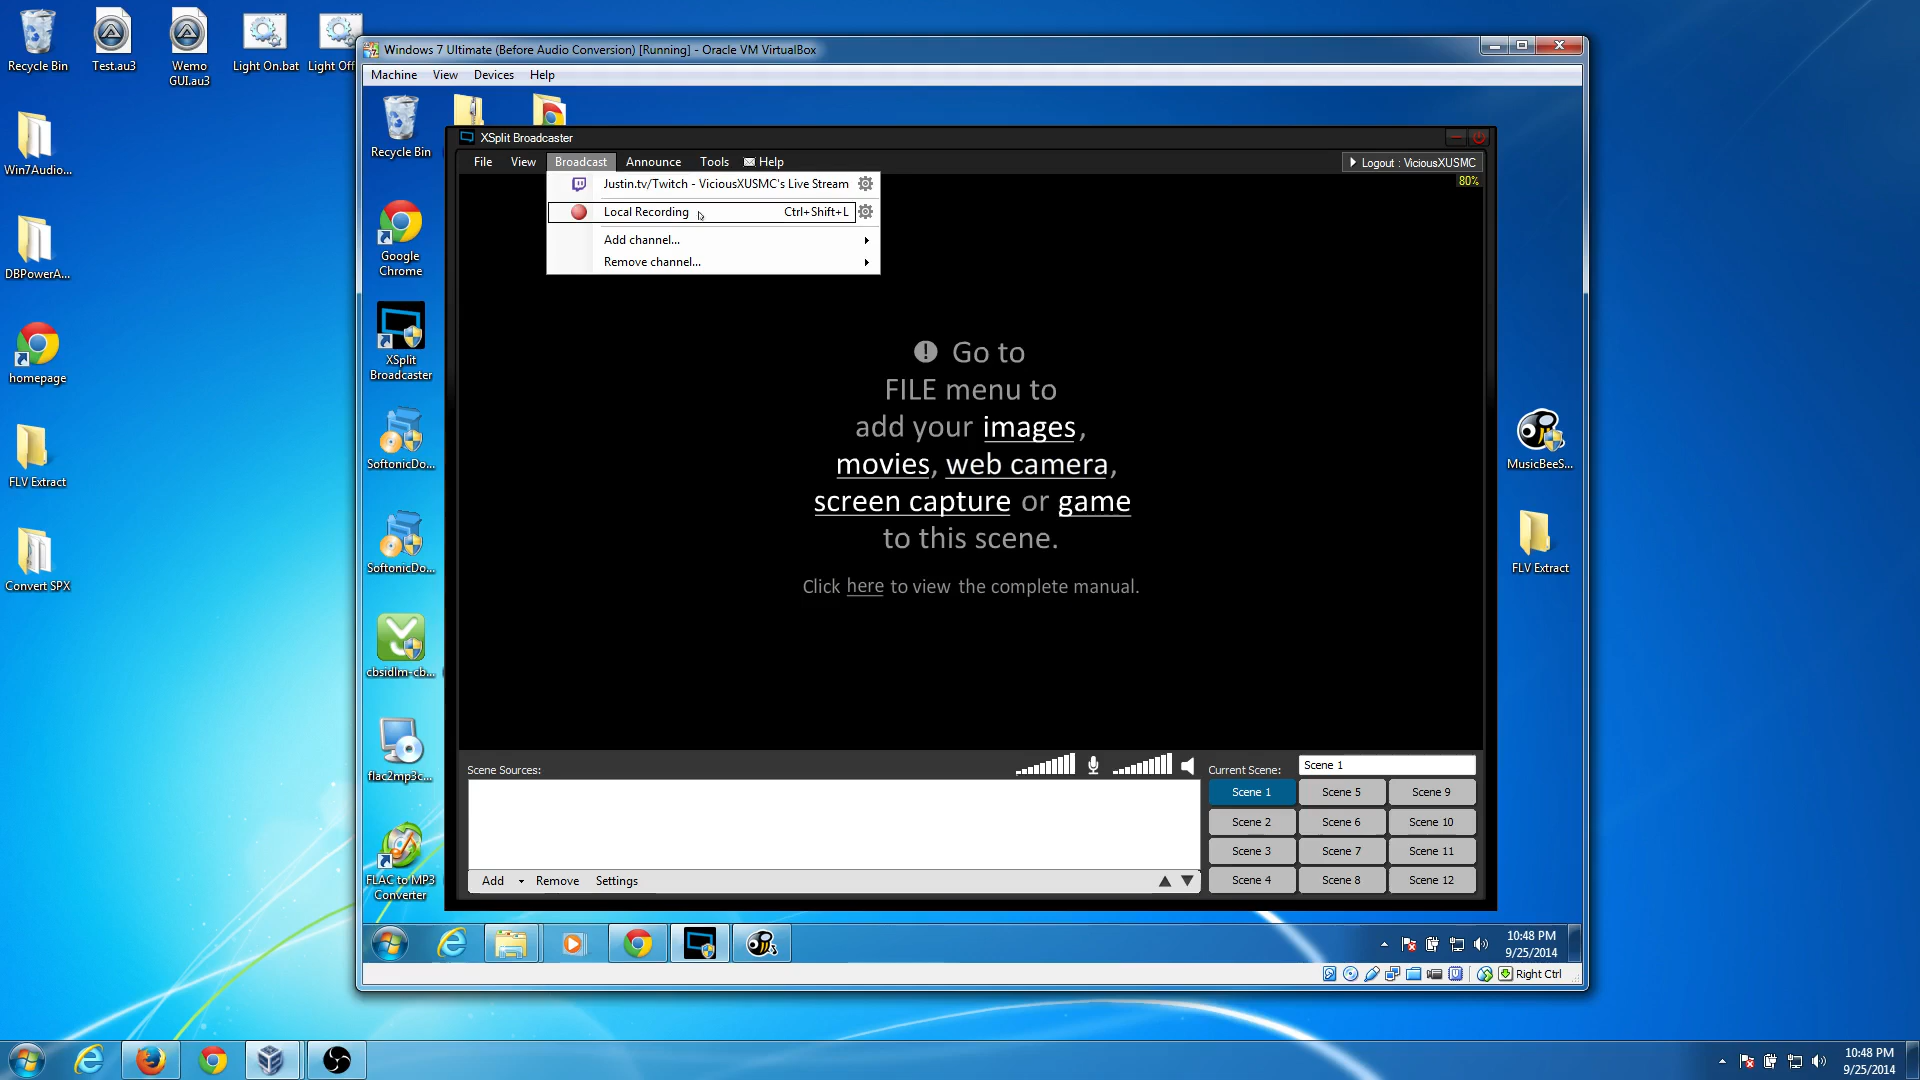 Recycle Bin
Test.au3
Wemo
GUI.au3
Light On.bat
Light Off
Win7Audio...
DBPowerA...
homepage
FLV Extract
Convert SPX
Windows 7 Ultimate (Before Audio Conversion) [Running] - Oracle VM VirtualBox
Machine View Devices Help
Recycle Bin
Google
Chrome
XSplit
Broadcaster
SoftonicDo...
SoftonicDo...
cbsidlm-cb...
flac2mp3c...
FLAC to MP3
Converter
XSplit Broadcaster
File View Broadcast Announce Tools Help
Logout : ViciousXUSMC
80%
Justin.tv/Twitch - ViciousXUSMC's Live Stream
Local Recording Ctrl+Shift+L
Add channel...
Remove channel...
Go to
FILE menu to
add your images,
movies, web camera,
screen capture or game
to this scene.
Click here to view the complete manual.
Scene Sources:
Current Scene: Scene 1
Scene 1 Scene 5 Scene 9
Scene 2 Scene 6 Scene 10
Scene 3 Scene 7 Scene 11
Scene 4 Scene 8 Scene 12
Add Remove Settings
MusicBeeS...
FLV Extract
10:48 PM
9/25/2014
Right Ctrl
10:48 PM
9/25/2014